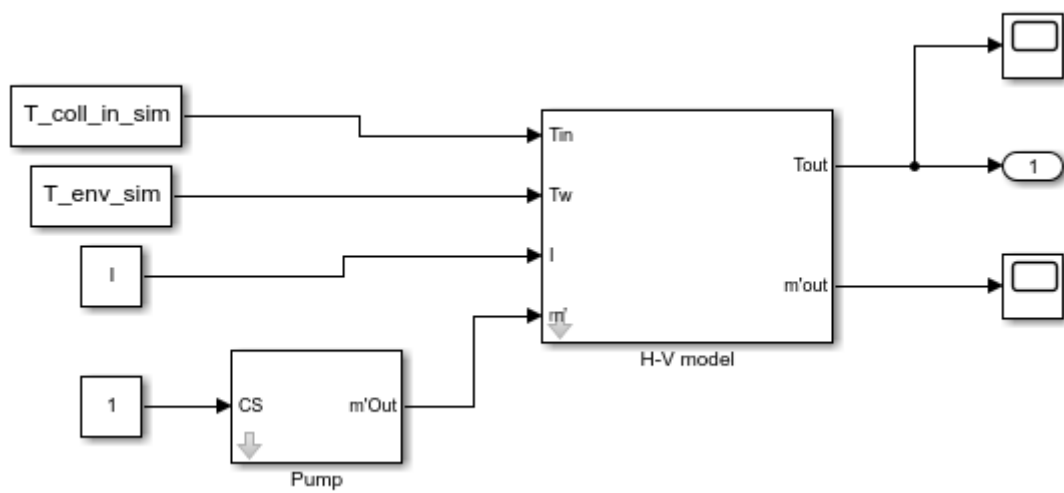 T_coll_in_sim
T_env_sim
I
1
CS
m'Out
Pump
Tin
Tw
I
m'
Tout
m'out
H-V model
1